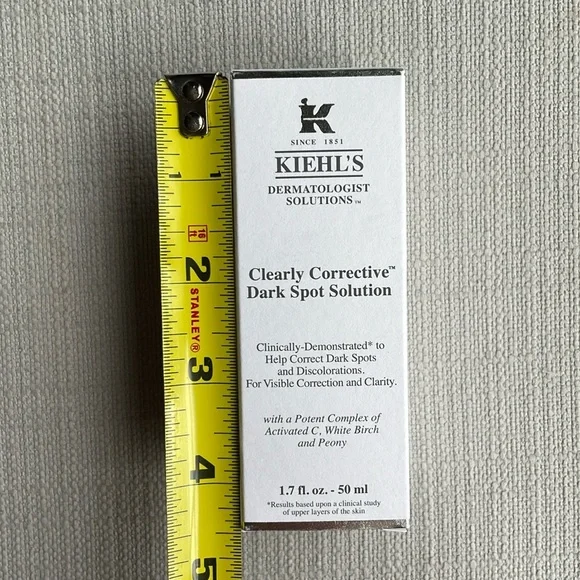 K
SINCE 1851
KIEHL'S
DERMATOLOGIST
SOLUTIONS™
Clearly Corrective™
Dark Spot Solution
Clinically-Demonstrated* to
Help Correct Dark Spots
and Discolorations.
For Visible Correction and Clarity.
with a Potent Complex of
Activated C, White Birch
and Peony
1.7 fl. oz. - 50 ml
*Results based upon a clinical study
of upper layers of the skin
1
16
ft
2
STANLEY®
3
4
5